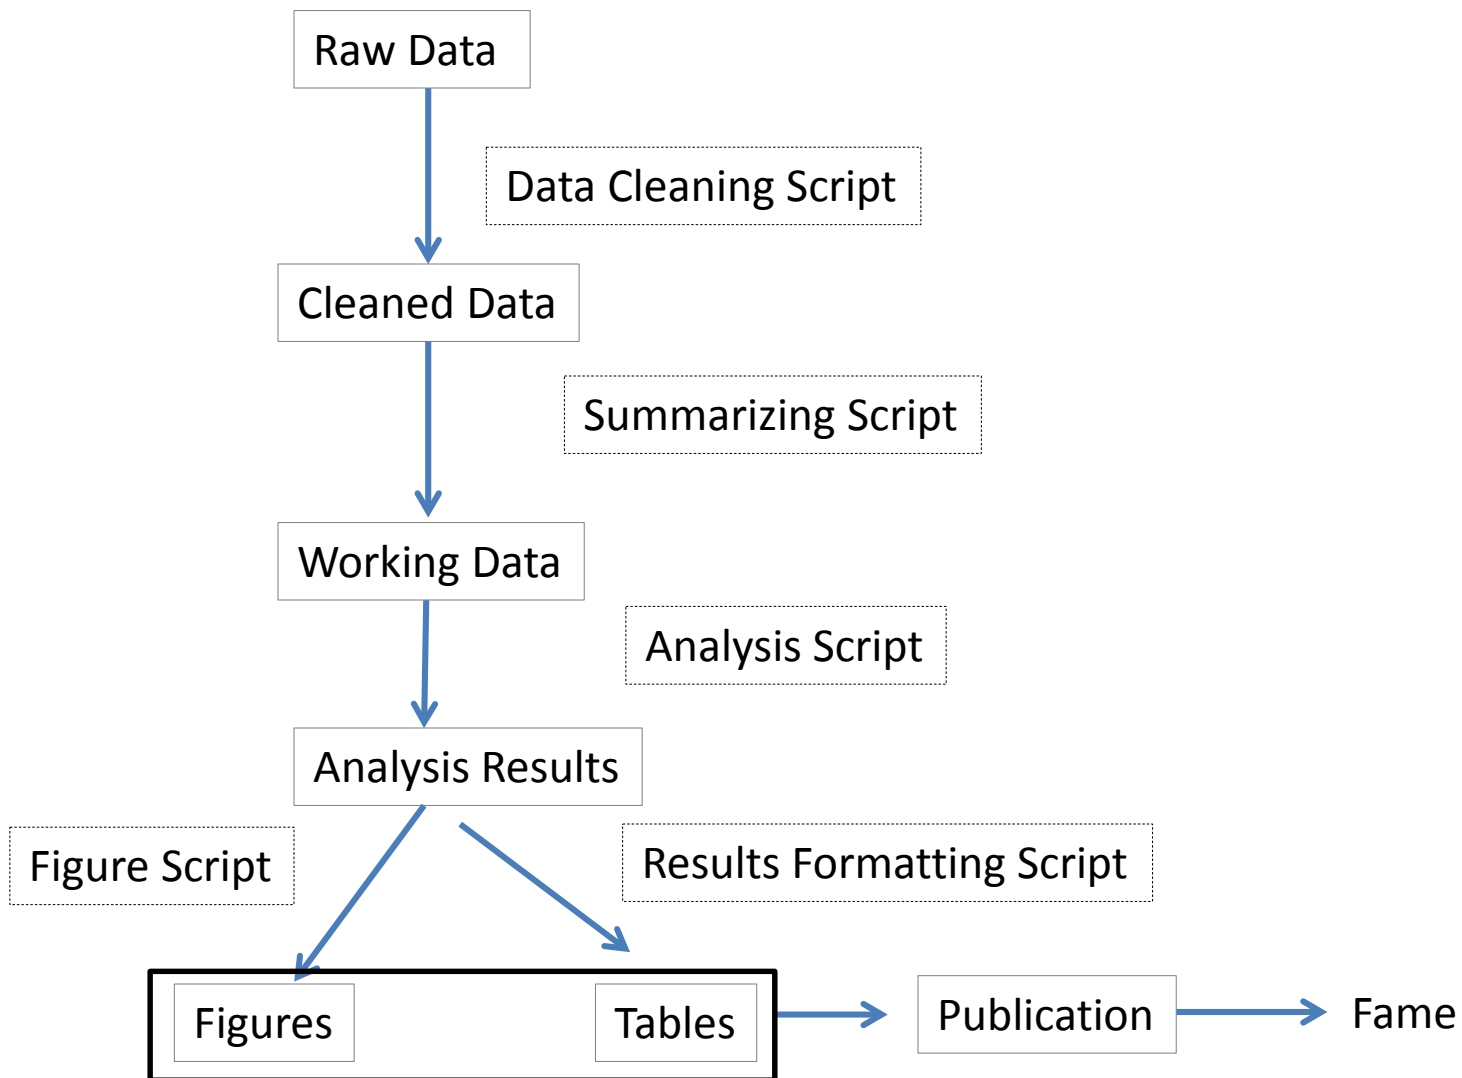 Raw Data
Data Cleaning Script
Cleaned Data
Summarizing Script
Working Data
Analysis Script
Analysis Results
Figure Script
Results Formatting Script
Figures
Tables
Publication
Fame